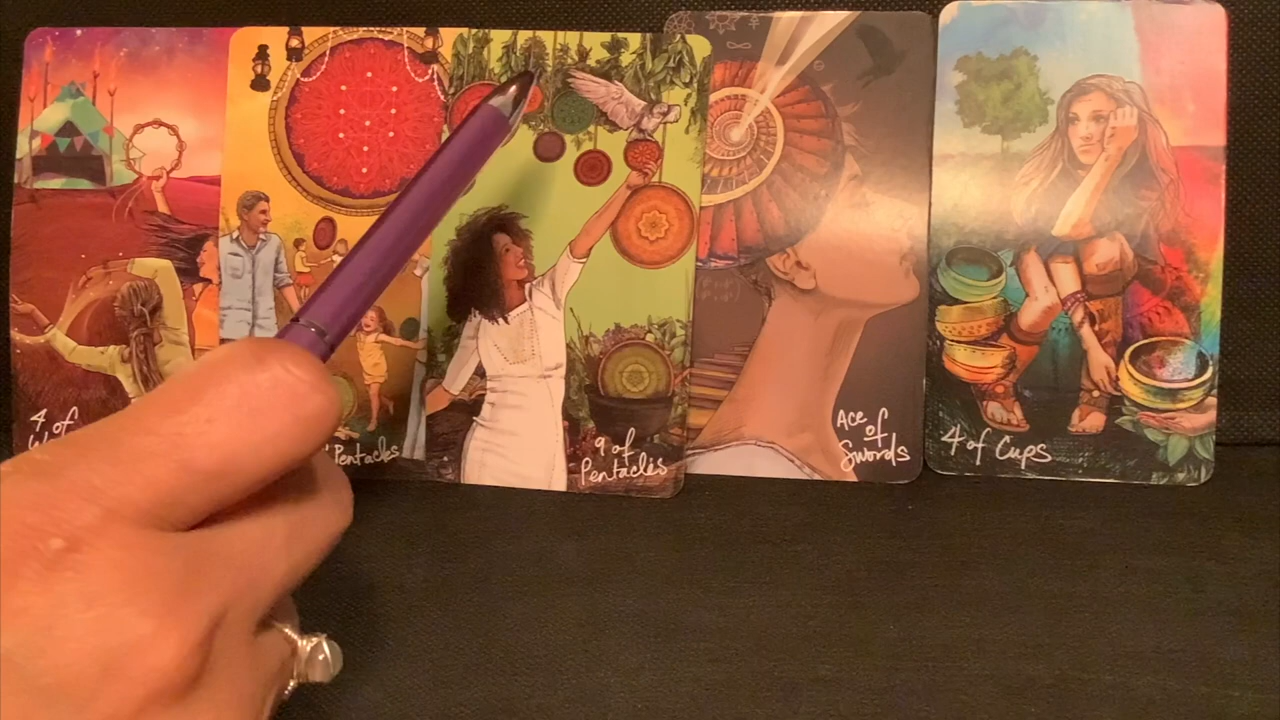 4 of
Pentacles
9 of
Pentacles
Ace
of
Swords
4 of Cups